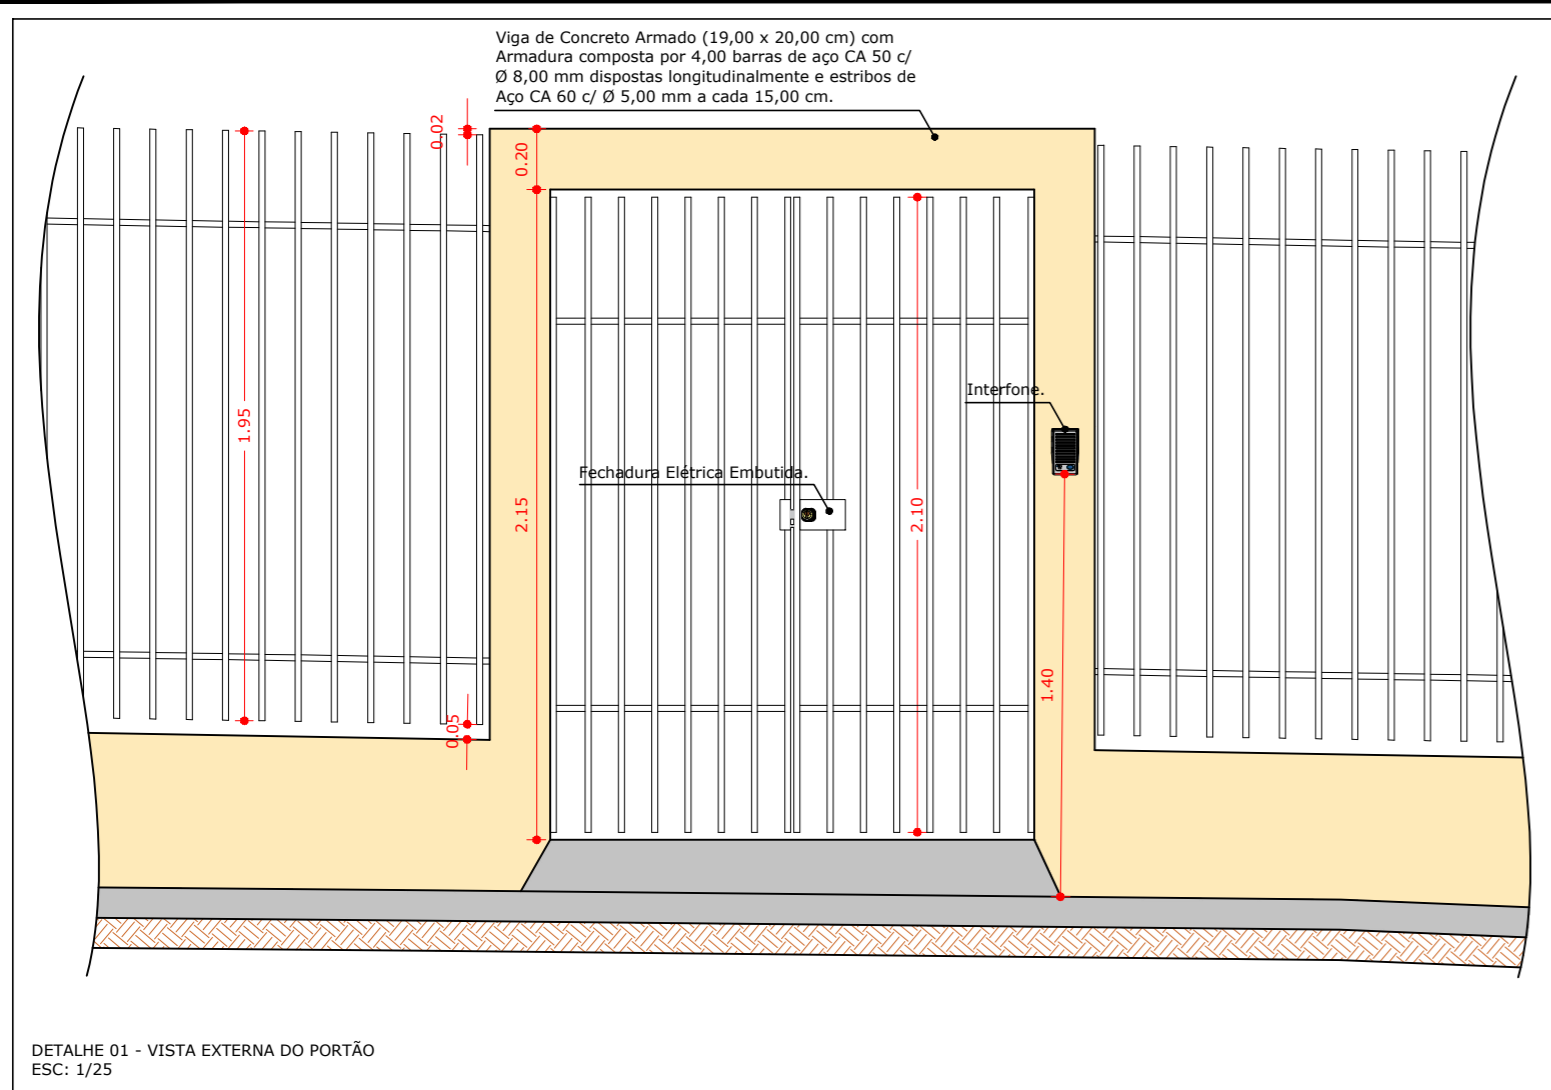 Viga de Concreto Armado (19,00 x 20,00 cm) com
Armadura composta por 4,00 barras de aço CA 50 c/
Ø 8,00 mm dispostas longitudinalmente e estribos de
Aço CA 60 c/ Ø 5,00 mm a cada 15,00 cm.
0.02
0.20
Interfone.
1.95
Fechadura Elétrica Embutida.
2.15
2.10
1.40
0.05
DETALHE 01 - VISTA EXTERNA DO PORTÃO
ESC: 1/25